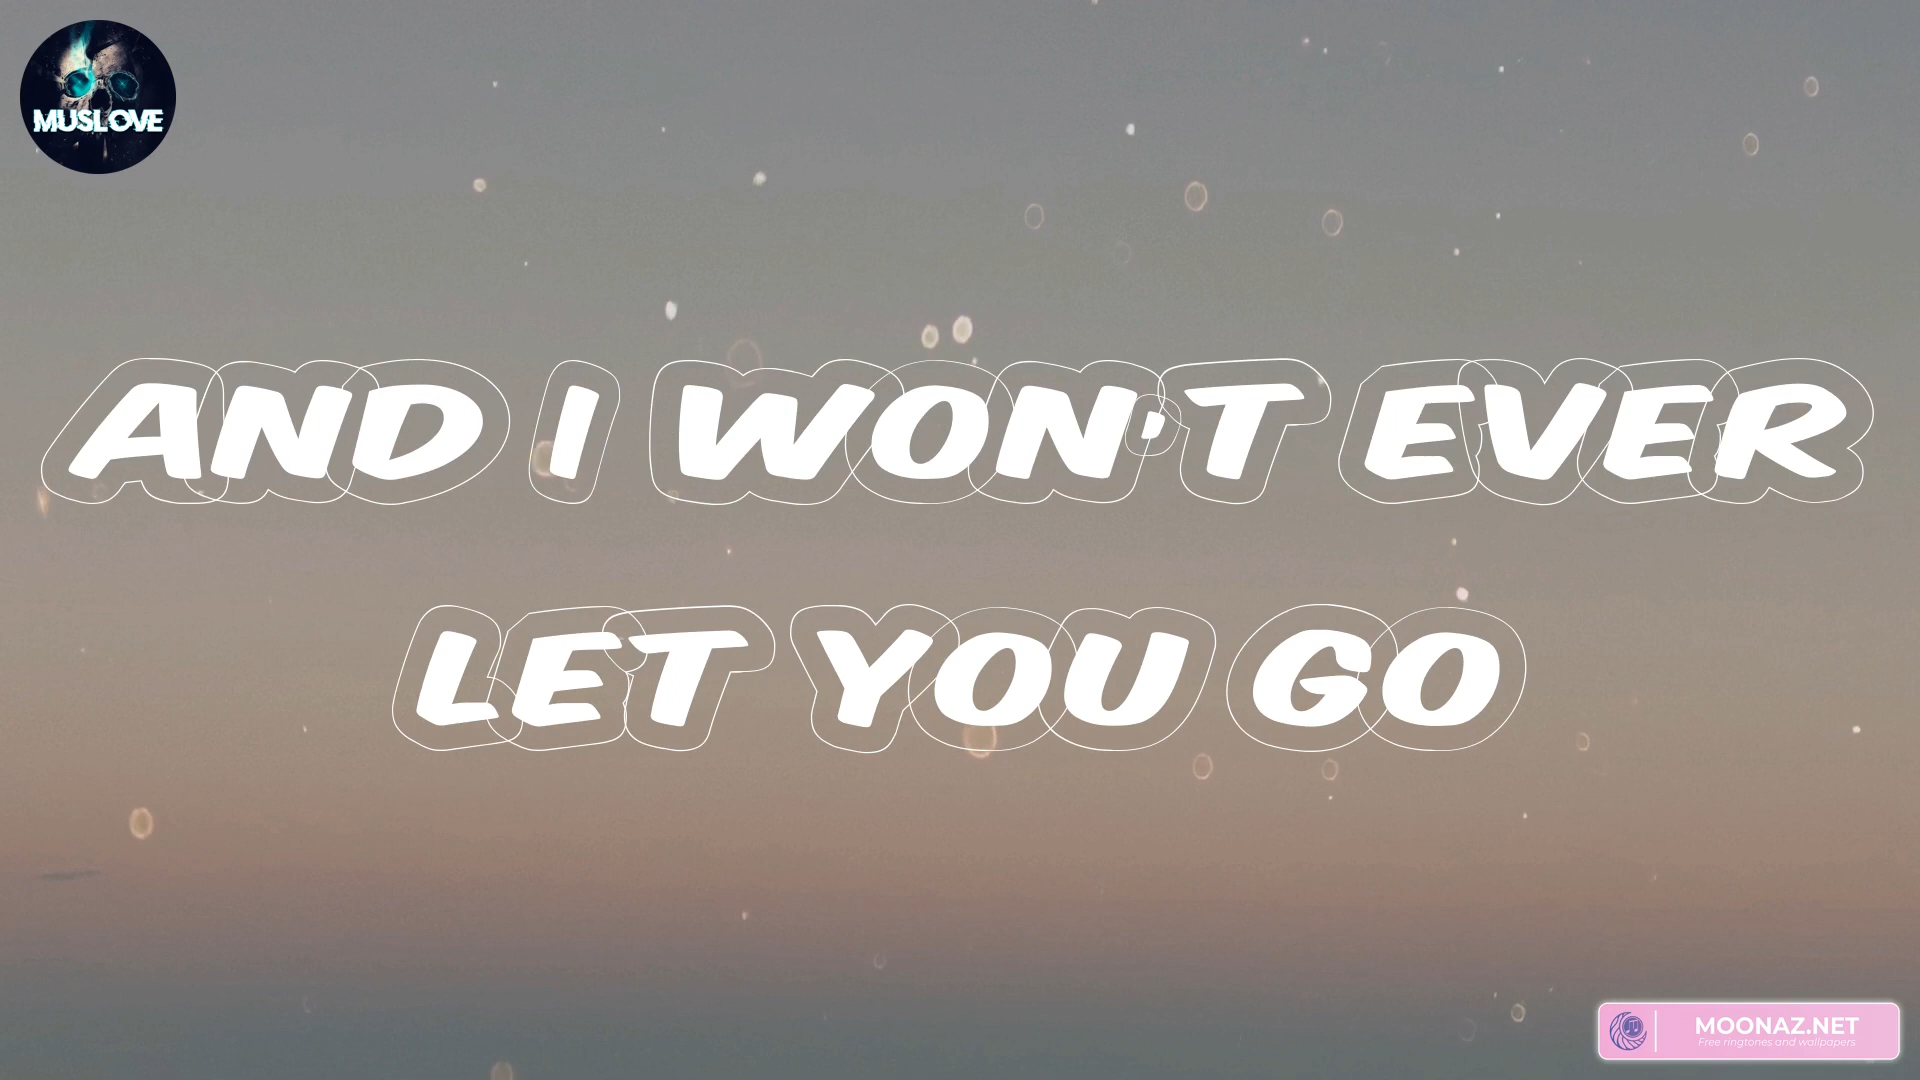 MUSLOVE
AND I WON'T EVER
LET YOU GO
MOONAZ.NET
Free ringtones and wallpapers